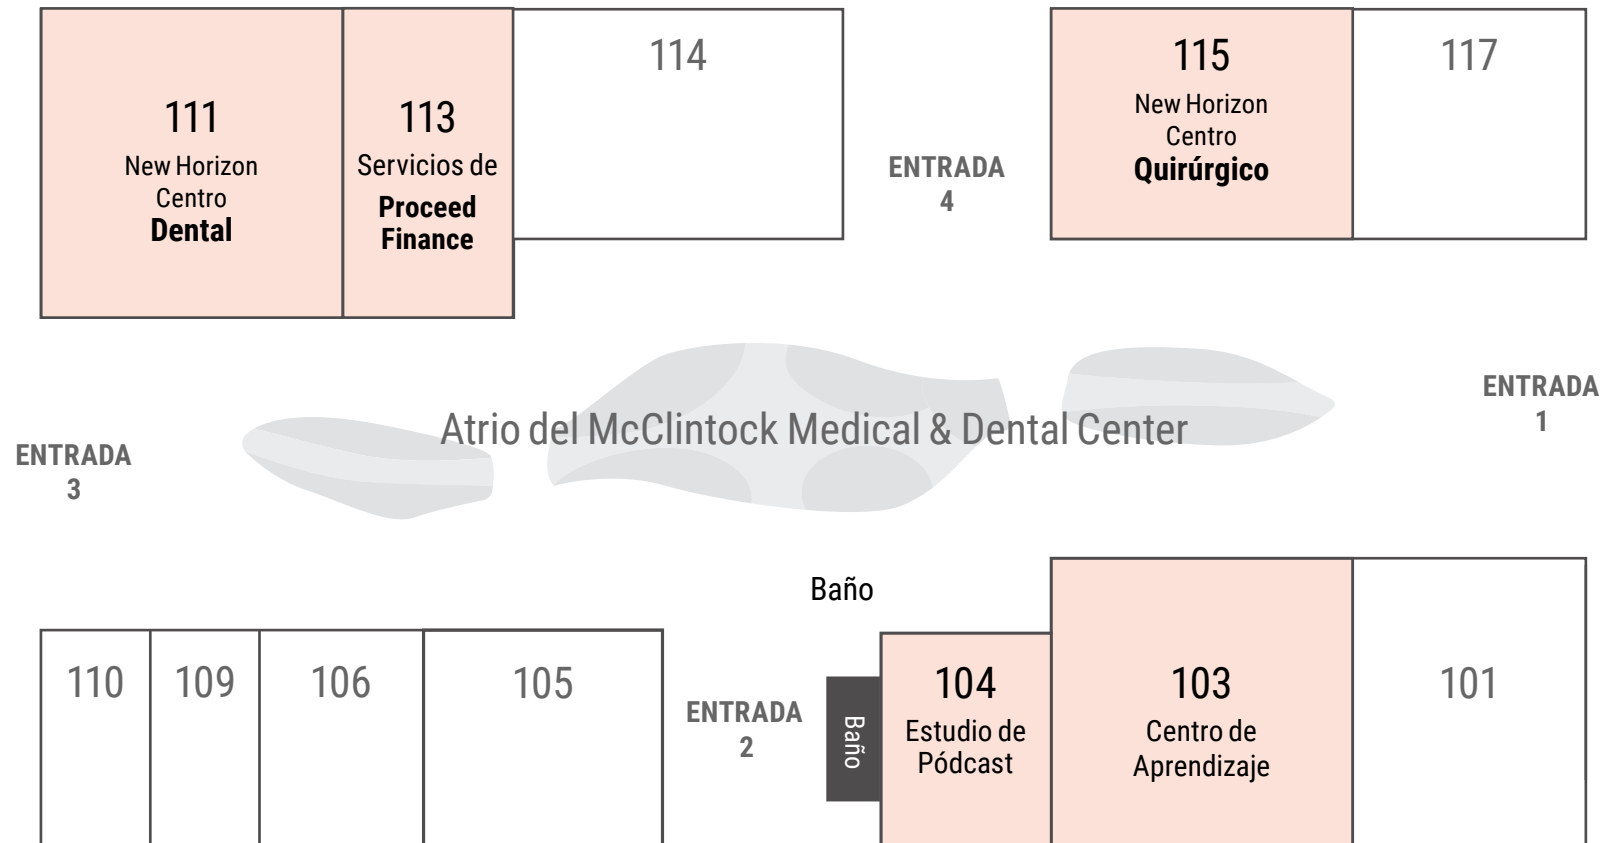 111
New Horizon
Centro
Dental
113
Servicios de
Proceed
Finance
114
ENTRADA
4
115
New Horizon
Centro
Quirúrgico
117
Atrio del McClintock Medical & Dental Center
ENTRADA
1
ENTRADA
3
Baño
110
109
106
105
ENTRADA
2
Baño
104
Estudio de
Pódcast
103
Centro de
Aprendizaje
101